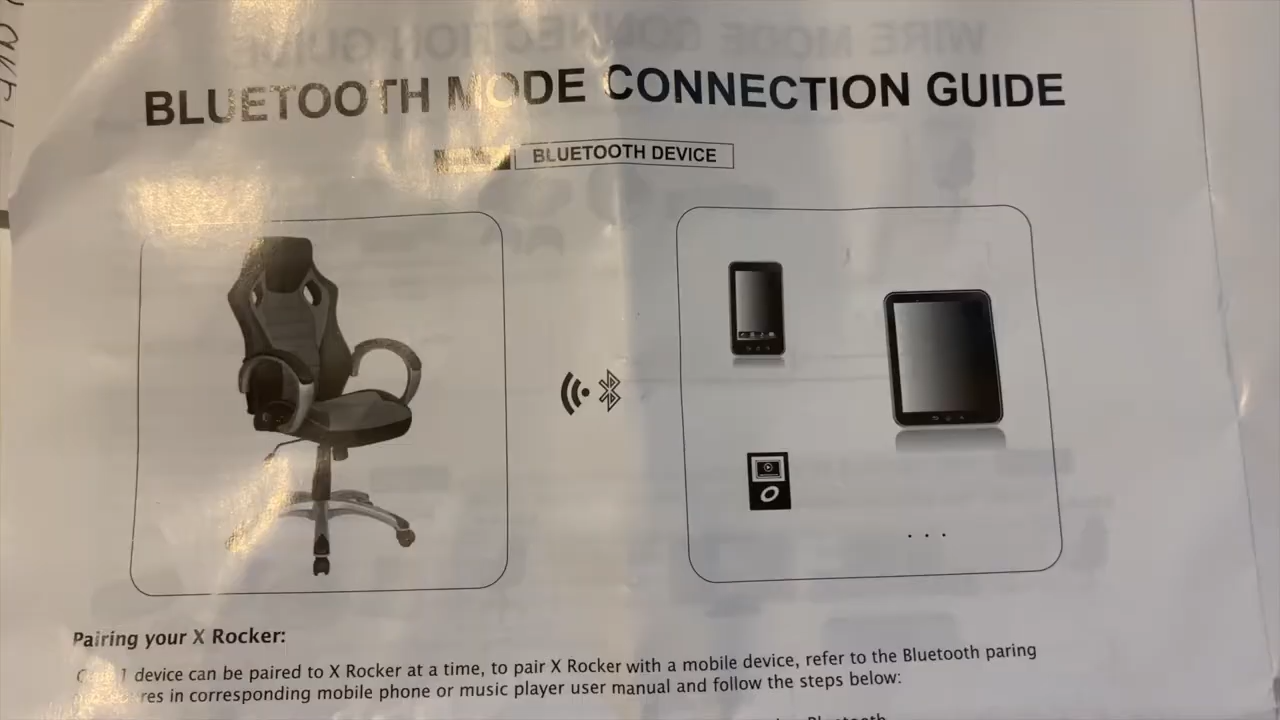 BLUETOOTH MODE CONNECTION GUIDE
BLUETOOTH DEVICE
Pairing your X Rocker:
1 device can be paired to X Rocker at a time, to pair X Rocker with a mobile device, refer to the Bluetooth paring
res in corresponding mobile phone or music player user manual and follow the steps below:
Bluetooth